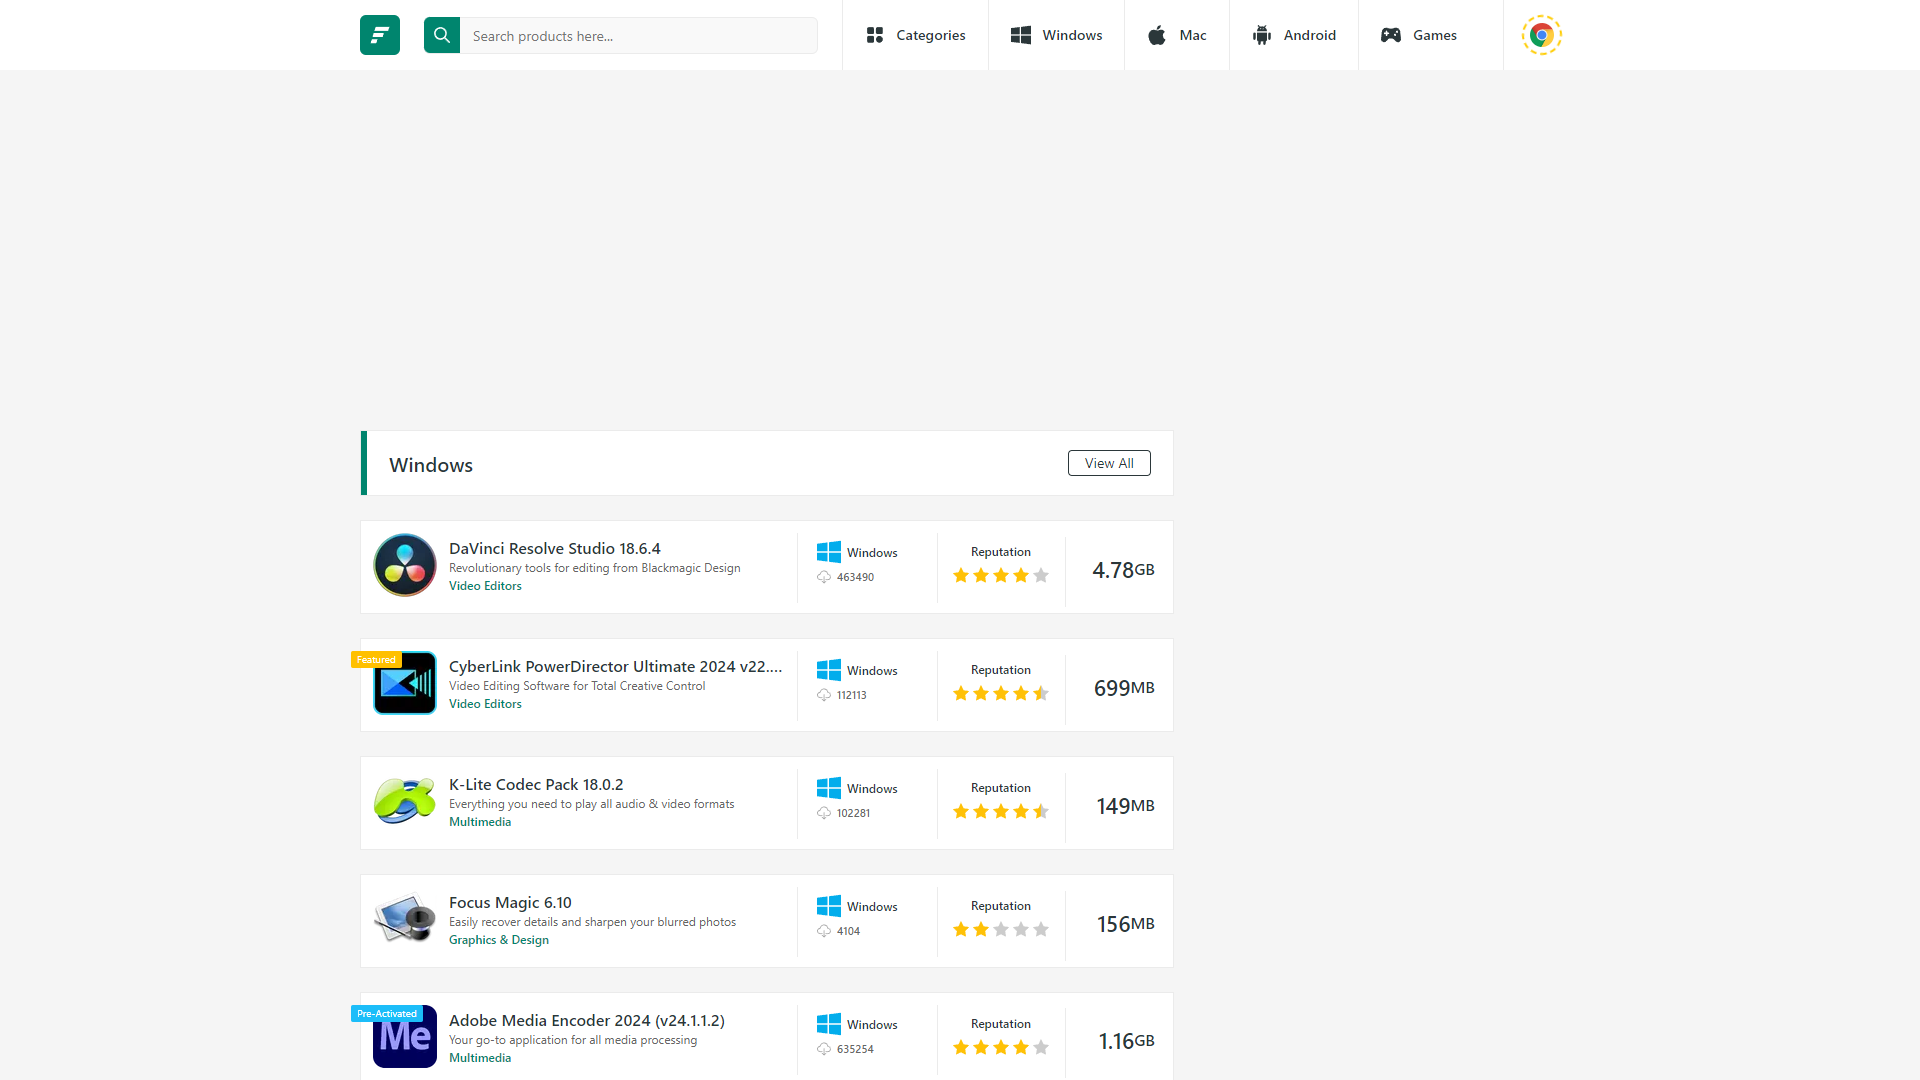 Search products here...
Categories
Windows
Mac
Android
Games
Windows
View All
DaVinci Resolve Studio 18.6.4
Revolutionary tools for editing from Blackmagic Design
Video Editors
Windows
463490
Reputation
4.78GB
Featured
CyberLink PowerDirector Ultimate 2024 v22....
Video Editing Software for Total Creative Control
Video Editors
Windows
112113
Reputation
699MB
K-Lite Codec Pack 18.0.2
Everything you need to play all audio & video formats
Multimedia
Windows
102281
Reputation
149MB
Focus Magic 6.10
Easily recover details and sharpen your blurred photos
Graphics & Design
Windows
4104
Reputation
156MB
Pre-Activated
Me
Adobe Media Encoder 2024 (v24.1.1.2)
Your go-to application for all media processing
Multimedia
Windows
635254
Reputation
1.16GB